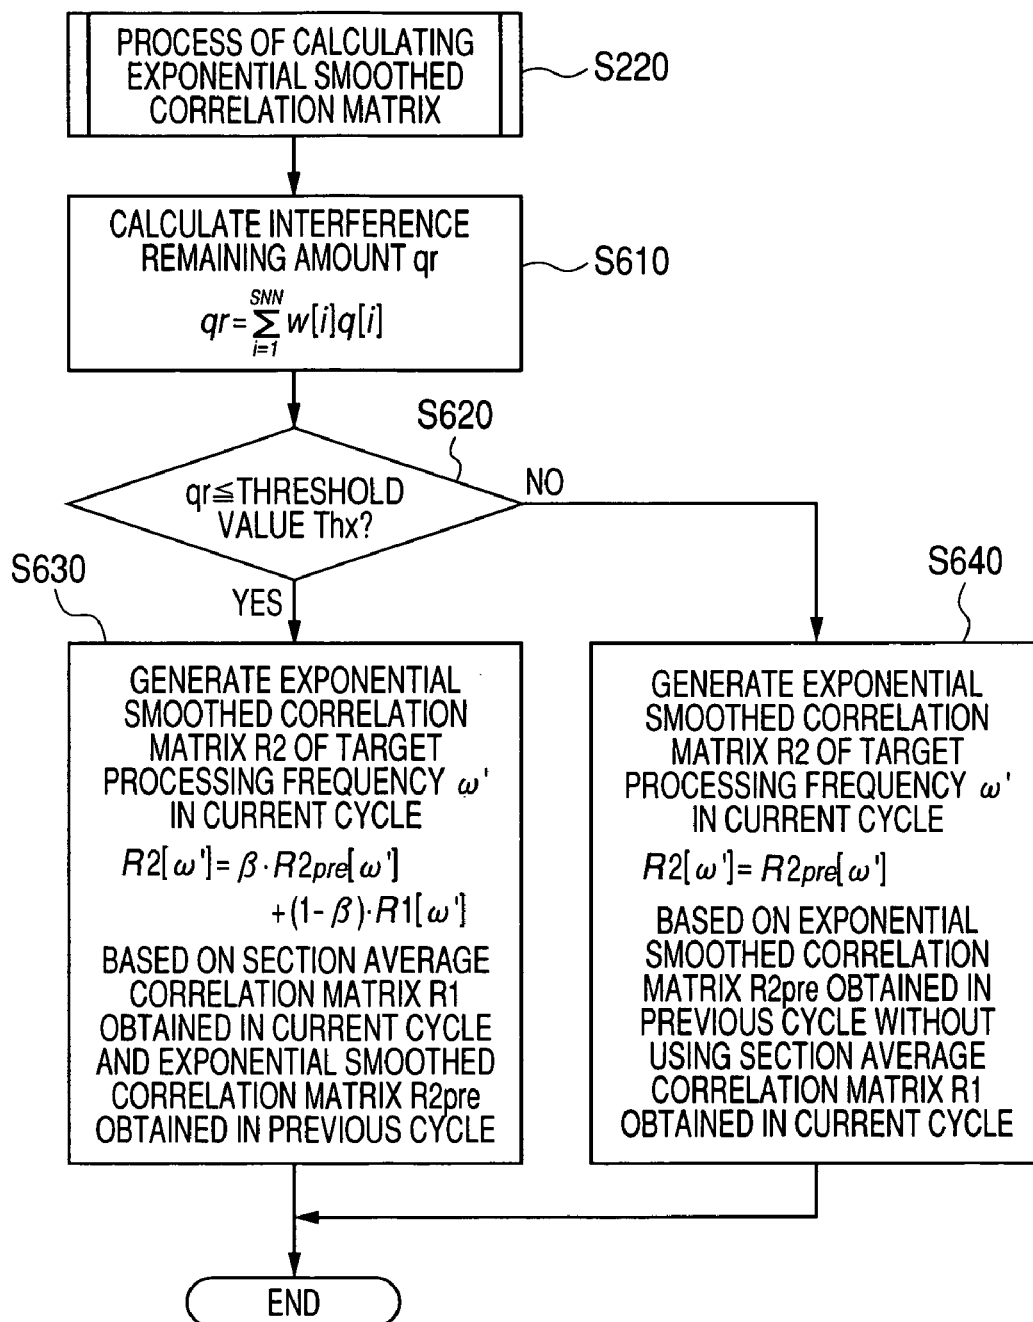 PROCESS OF CALCULATING
EXPONENTIAL SMOOTHED
CORRELATION MATRIX
S220
CALCULATE INTERFERENCE
REMAINING AMOUNT qr
qr=∑_{i=1}^{SNN} w[i]q[i]
S610
S620
qr≦THRESHOLD
VALUE Thx?
NO
YES
S630
GENERATE EXPONENTIAL
SMOOTHED CORRELATION
MATRIX R2 OF TARGET
PROCESSING FREQUENCY ω'
IN CURRENT CYCLE
R2[ω']=β·R2pre[ω']
+(1-β)·R1[ω']
BASED ON SECTION AVERAGE
CORRELATION MATRIX R1
OBTAINED IN CURRENT CYCLE
AND EXPONENTIAL SMOOTHED
CORRELATION MATRIX R2pre
OBTAINED IN PREVIOUS CYCLE
S640
GENERATE EXPONENTIAL
SMOOTHED CORRELATION
MATRIX R2 OF TARGET
PROCESSING FREQUENCY ω'
IN CURRENT CYCLE
R2[ω']=R2pre[ω']
BASED ON EXPONENTIAL
SMOOTHED CORRELATION
MATRIX R2pre OBTAINED IN
PREVIOUS CYCLE WITHOUT
USING SECTION AVERAGE
CORRELATION MATRIX R1
OBTAINED IN CURRENT CYCLE
END